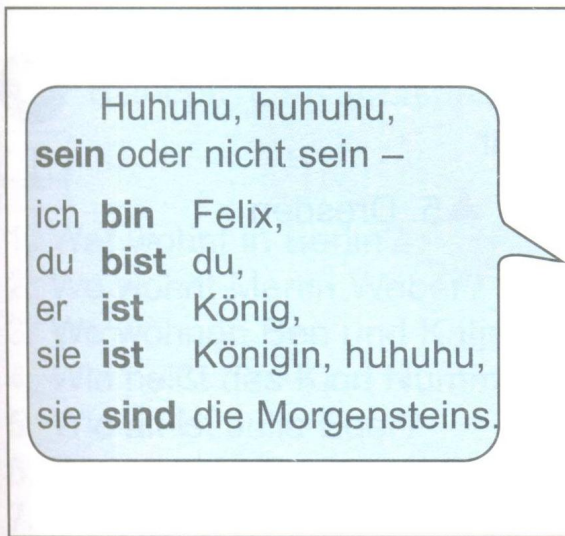 Huhuhu, huhuhu,
sein oder nicht sein –
ich bin Felix,
du bist du,
er ist König,
sie ist Königin, huhuhu,
sie sind die Morgensteins.